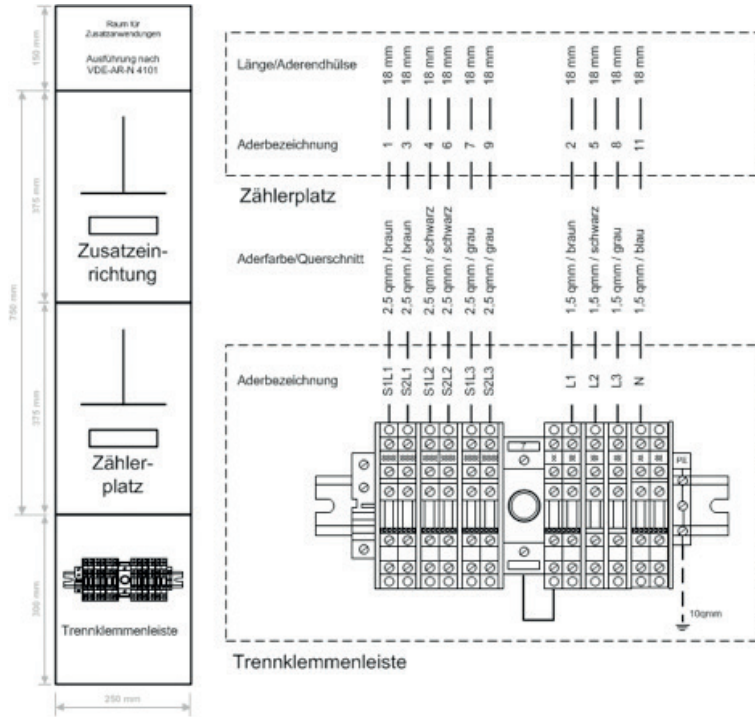 150 mm
Raum für
Zusatzanwendungen
Ausführung nach
VDE-AR-N 4101
750 mm
375 mm
Zusatzein-
richtung
375 mm
Zähler-
platz
300 mm
Trennklemmenleiste
250 mm
Länge/Aderendhülse
18 mm
18 mm
18 mm
18 mm
18 mm
18 mm
18 mm
18 mm
18 mm
18 mm
Aderbezeichnung
1
3
4
6
7
9
2
5
8
11
Zählerplatz
Aderfarbe/Querschnitt
2,5 qmm / braun
2,5 qmm / braun
2,5 qmm / schwarz
2,5 qmm / schwarz
2,5 qmm / grau
2,5 qmm / grau
1,5 qmm / braun
1,5 qmm / schwarz
1,5 qmm / grau
1,5 qmm / blau
Aderbezeichnung
S1L1
S2L1
S1L2
S2L2
S1L3
S2L3
L1
L2
L3
N
10qmm
Trennklemmenleiste